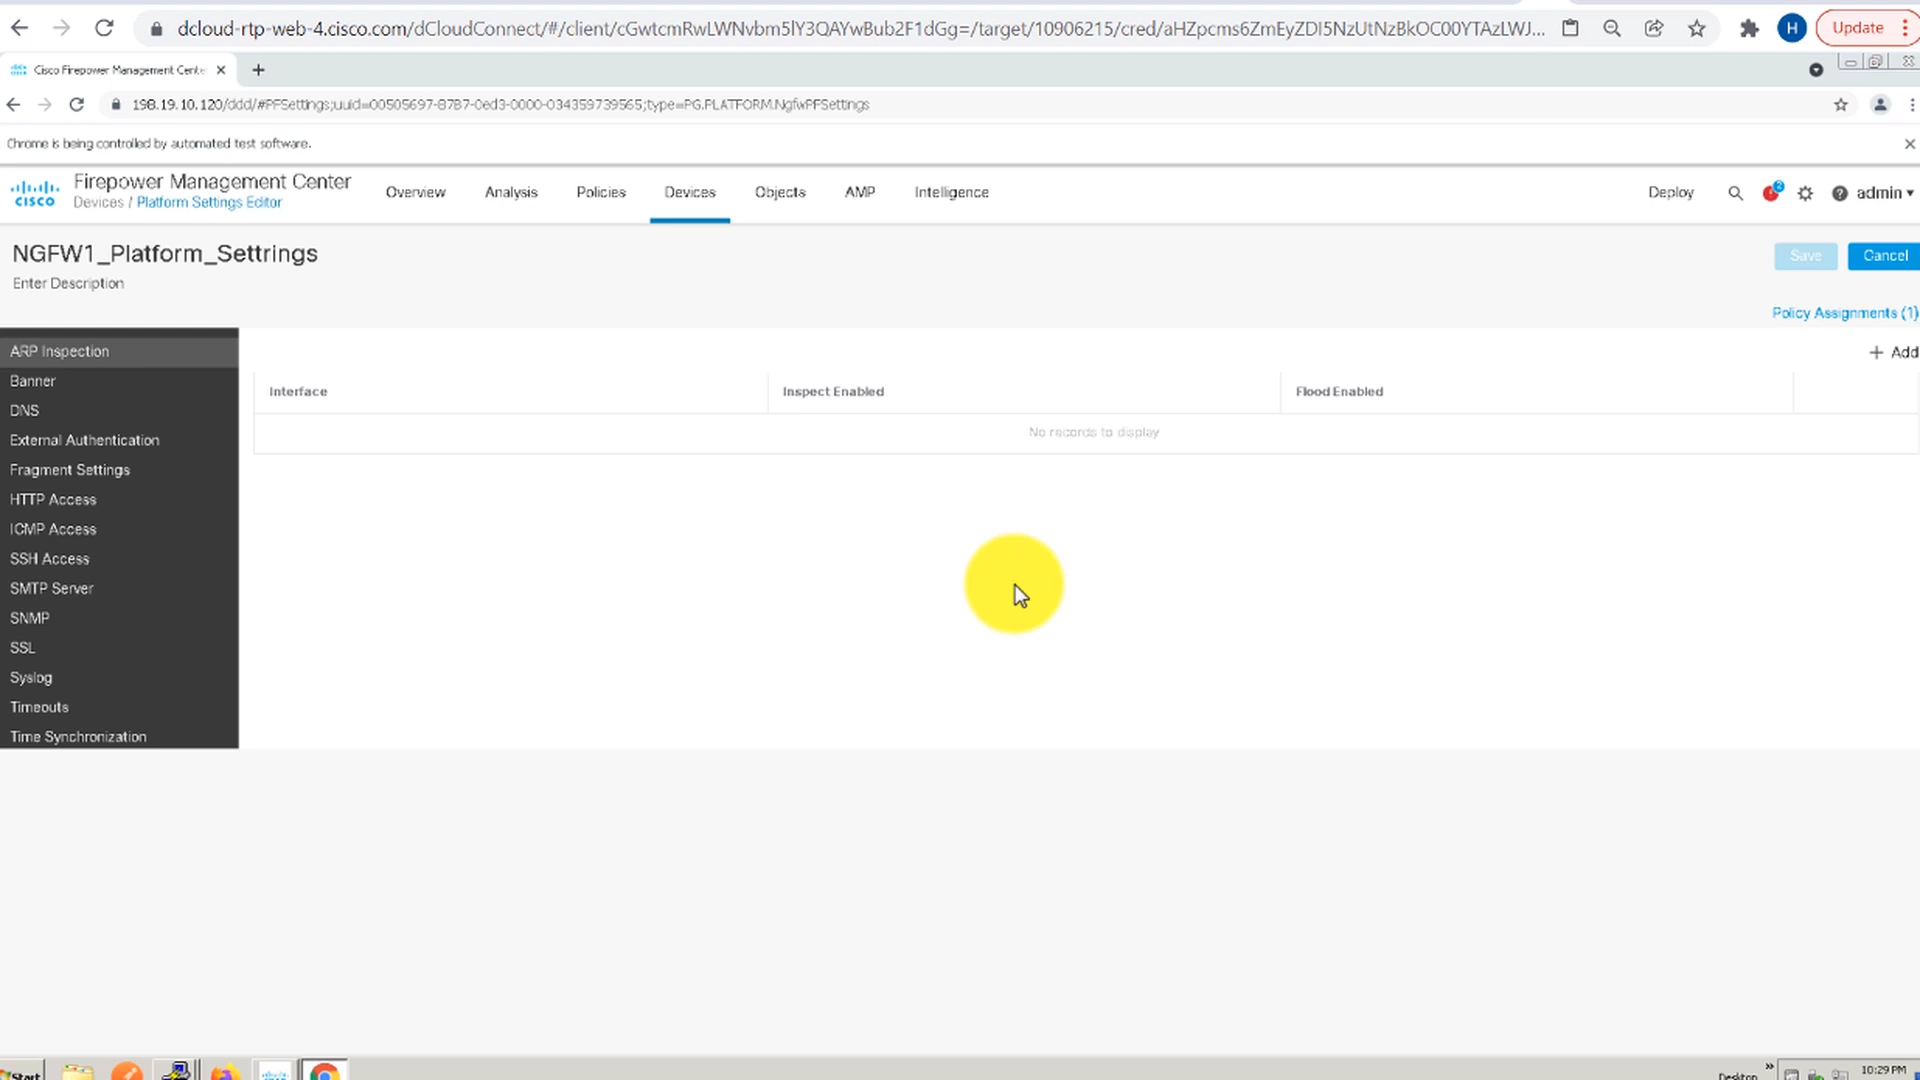 dcloud-rtp-web-4.cisco.com/dCloudConnect/#/client/cGwtcmRwLWNvbm5lY3QAYwBub2F1dGg=/target/10906215/cred/aHZpcms6ZmEyZDI5NzUtNzBkOC00YTAzLWJ...
H
Update
Cisco Firepower Management Cente
198.19.10.120/ddd/#PFSettings;uuid=00505697-87B7-0ed3-0000-034359739565;type=PG.PLATFORM.NgfwPFSettings
Chrome is being controlled by automated test software.
CISCO
Firepower Management Center
Devices / Platform Settings Editor
Overview
Analysis
Policies
Devices
Objects
AMP
Intelligence
Deploy
2
admin
NGFW1_Platform_Settrings
Enter Description
Save
Cancel
Policy Assignments (1)
ARP Inspection
Banner
DNS
External Authentication
Fragment Settings
HTTP Access
ICMP Access
SSH Access
SMTP Server
SNMP
SSL
Syslog
Timeouts
Time Synchronization
+ Add
Interface
Inspect Enabled
Flood Enabled
No records to display
Start
Desktop
10:29 PM